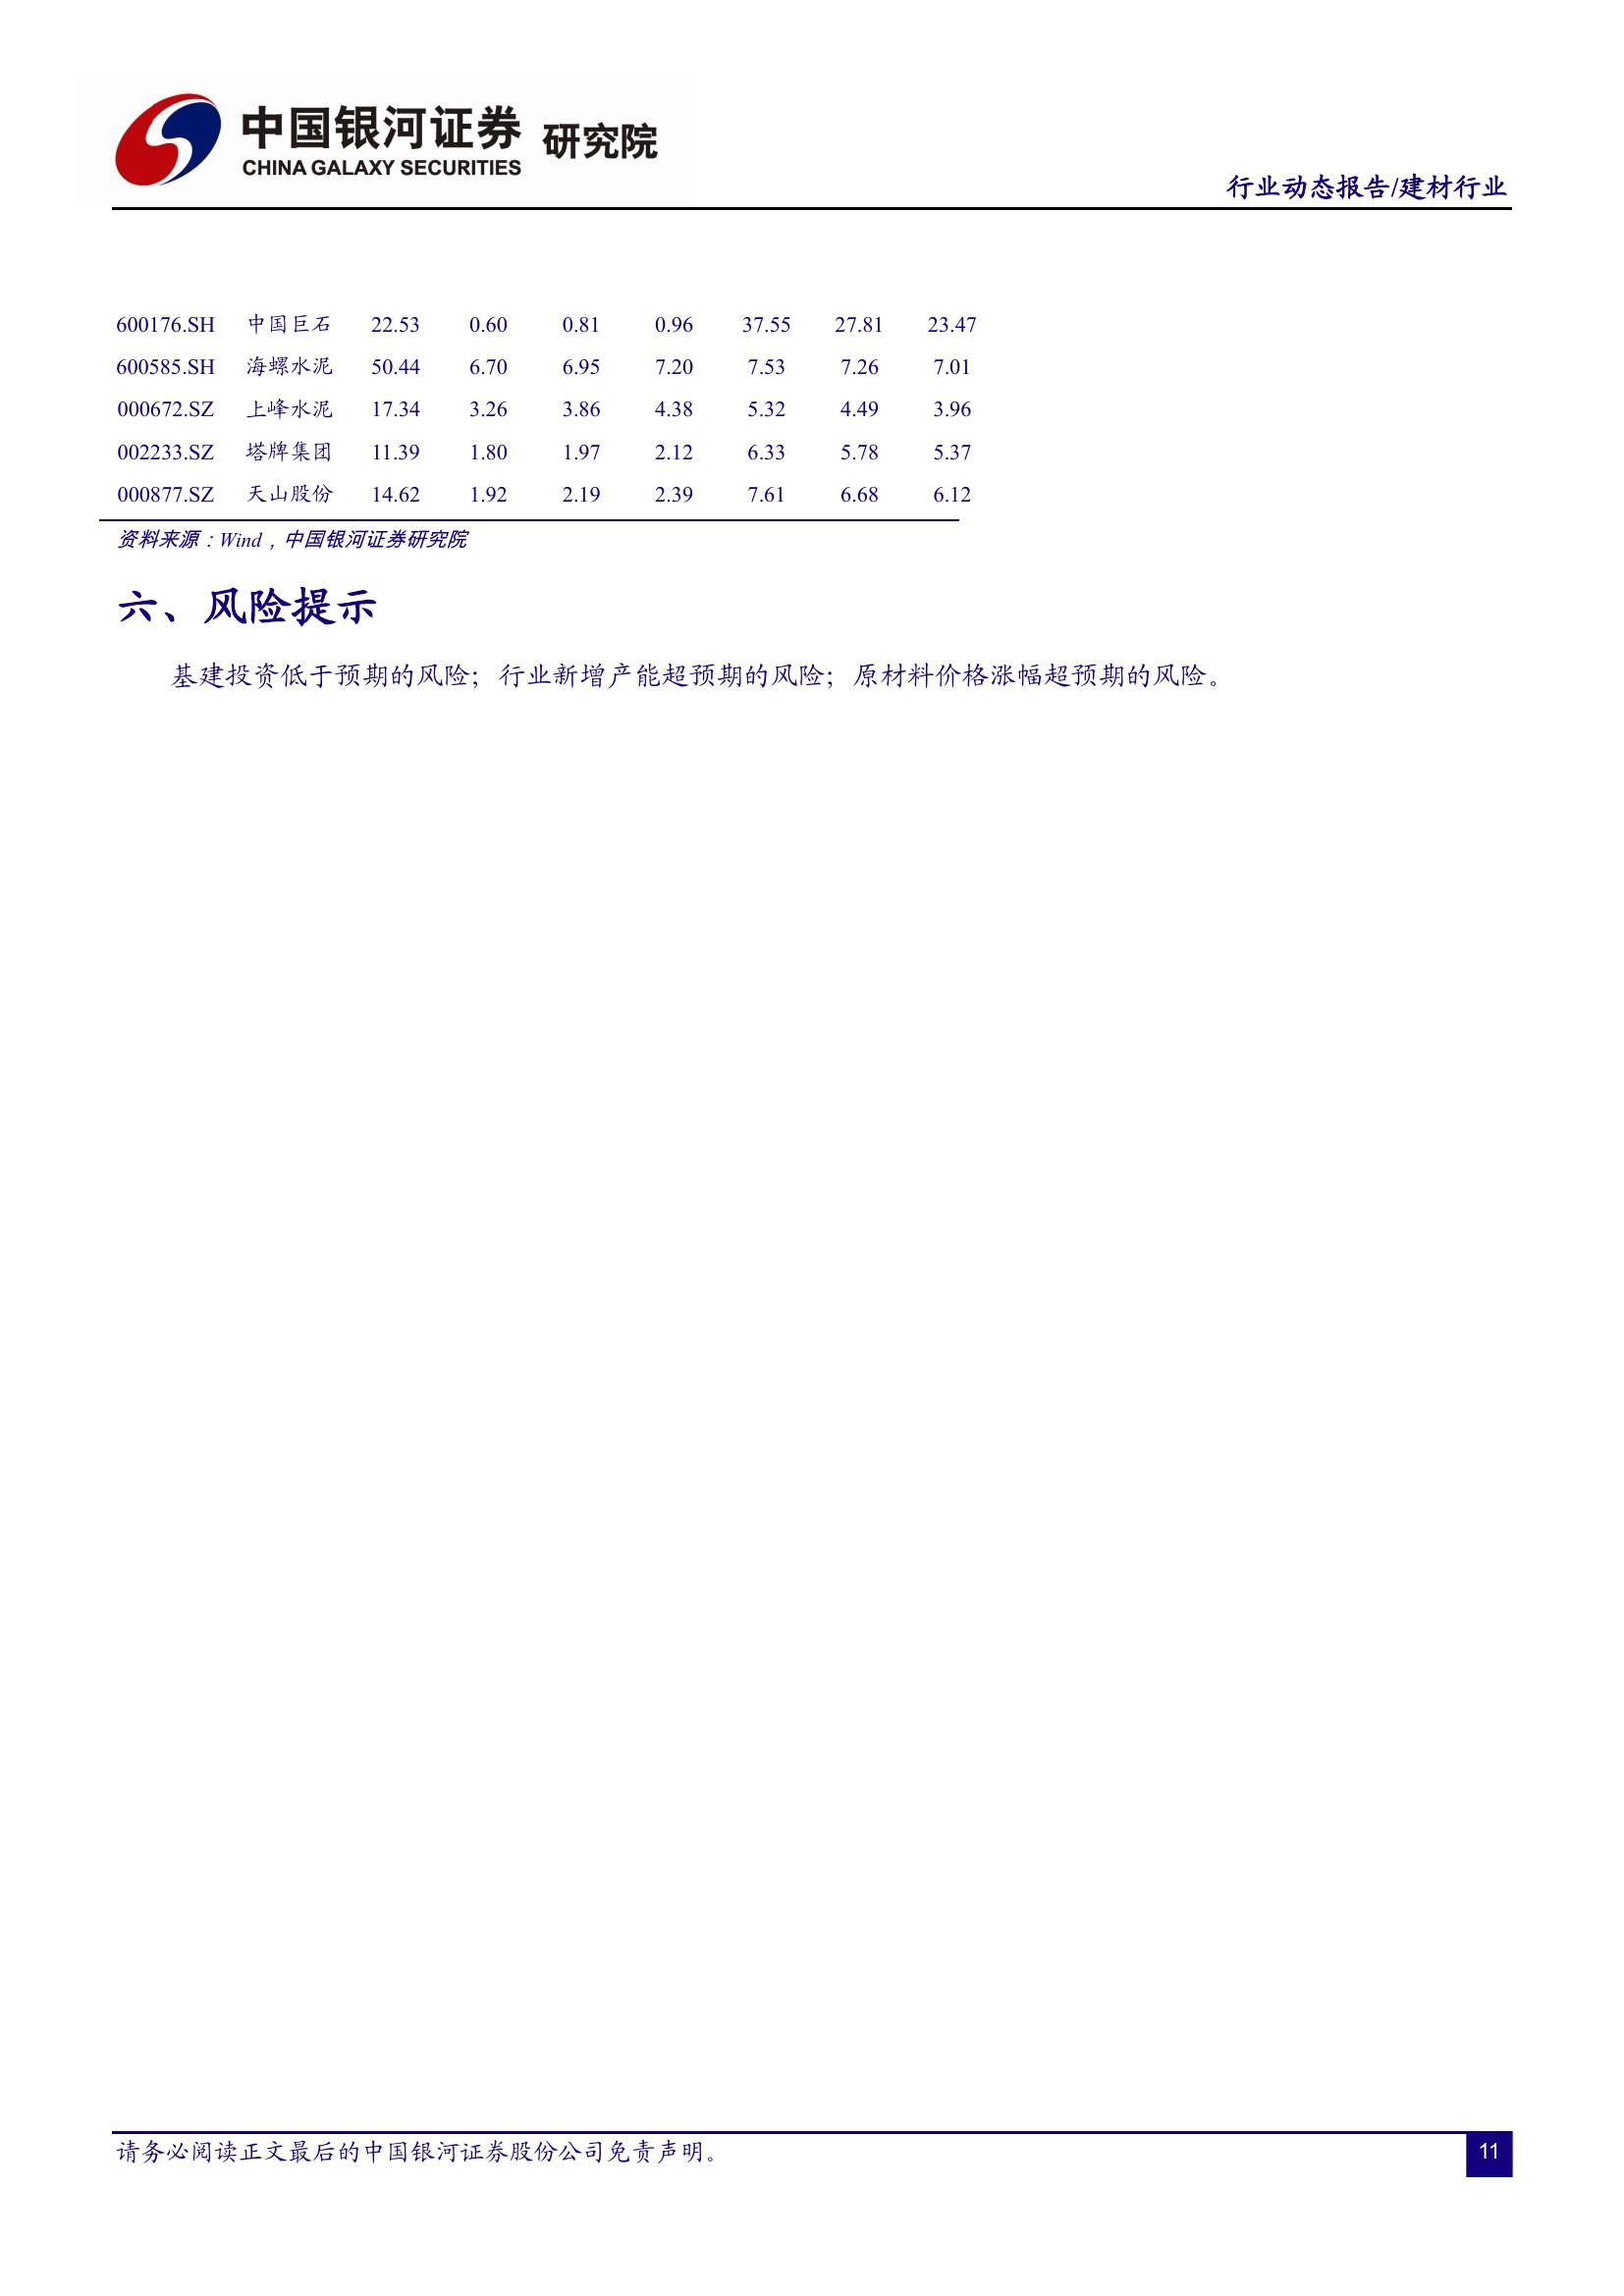 中国银河证券 研究院
CHINA GALAXY SECURITIES
行业动态报告/建材行业
600176.SH 中国巨石 22.53 0.60 0.81 0.96 37.55 27.81 23.47
600585.SH 海螺水泥 50.44 6.70 6.95 7.20 7.53 7.26 7.01
000672.SZ 上峰水泥 17.34 3.26 3.86 4.38 5.32 4.49 3.96
002233.SZ 塔牌集团 11.39 1.80 1.97 2.12 6.33 5.78 5.37
000877.SZ 天山股份 14.62 1.92 2.19 2.39 7.61 6.68 6.12
资料来源：Wind，中国银河证券研究院
六、风险提示
基建投资低于预期的风险；行业新增产能超预期的风险；原材料价格涨幅超预期的风险。
请务必阅读正文最后的中国银河证券股份公司免责声明。
11